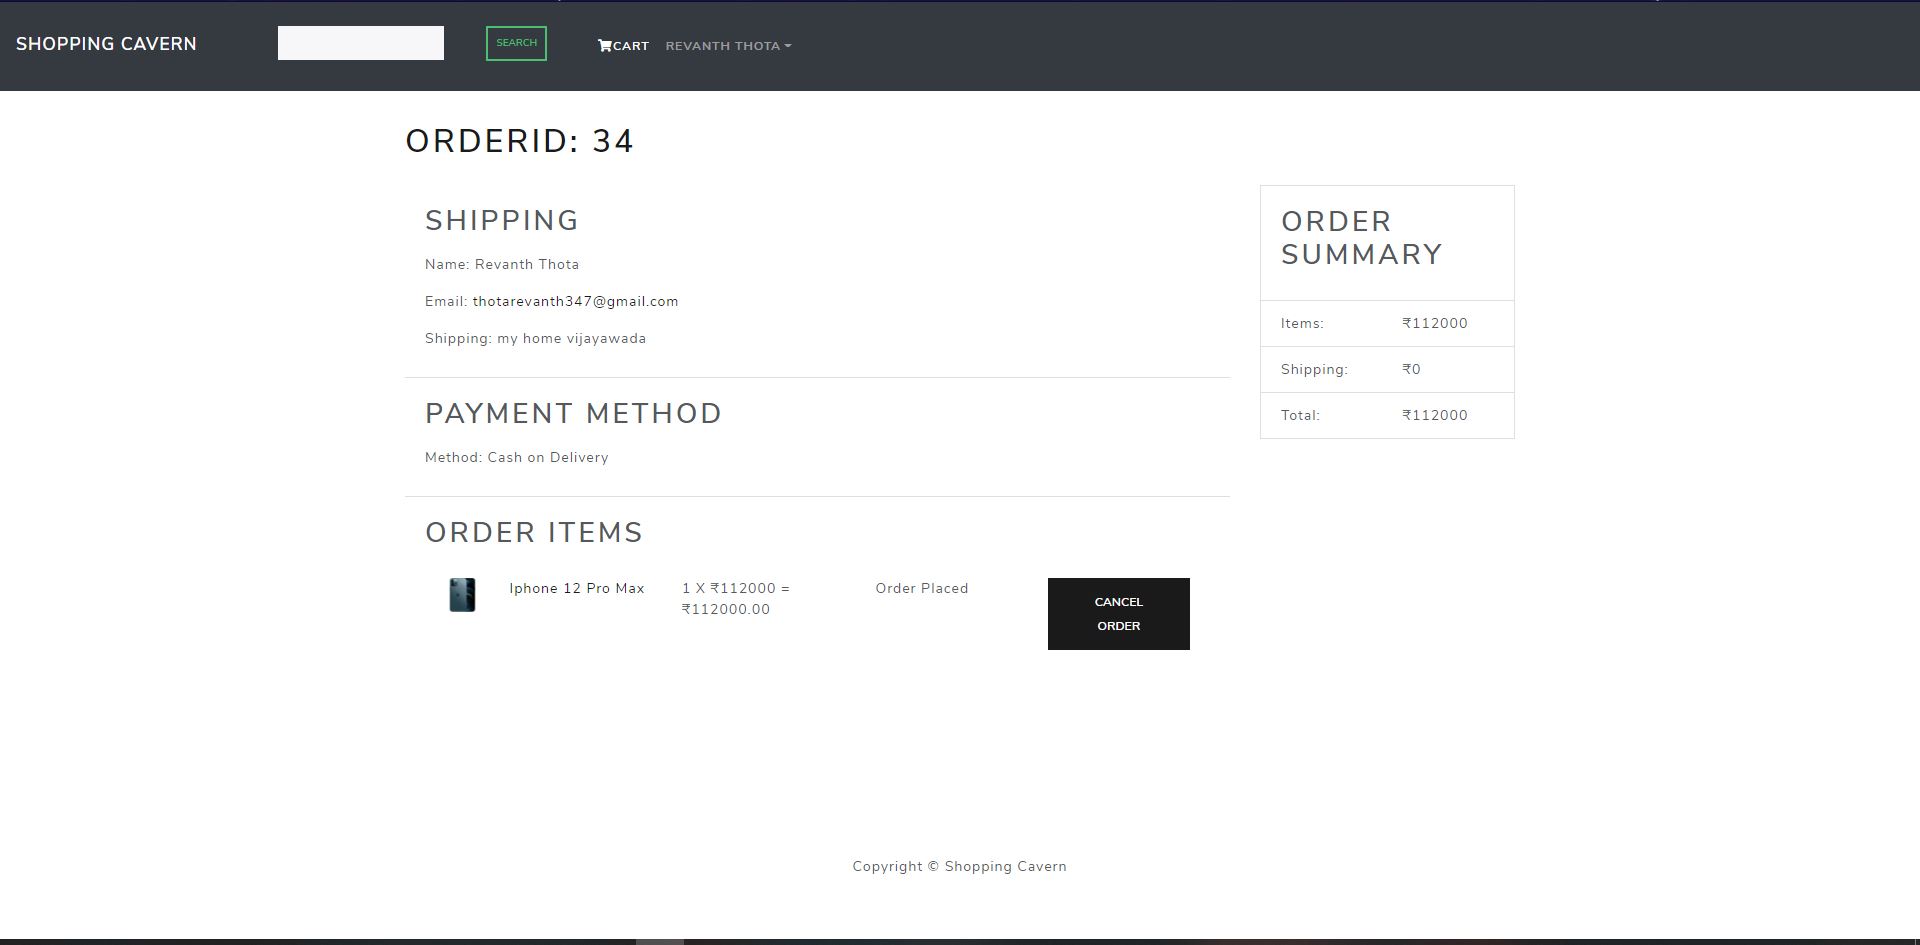 SHOPPING CAVERN
SEARCH
CART
REVANTH THOTA
ORDERID: 34
SHIPPING
Name: Revanth Thota
Email: thotarevanth347@gmail.com
Shipping: my home vijayawada
PAYMENT METHOD
Method: Cash on Delivery
ORDER ITEMS
Iphone 12 Pro Max
1 X ₹112000 =
₹112000.00
Order Placed
CANCEL
ORDER
ORDER
SUMMARY
Items: ₹112000
Shipping: ₹0
Total: ₹112000
Copyright © Shopping Cavern